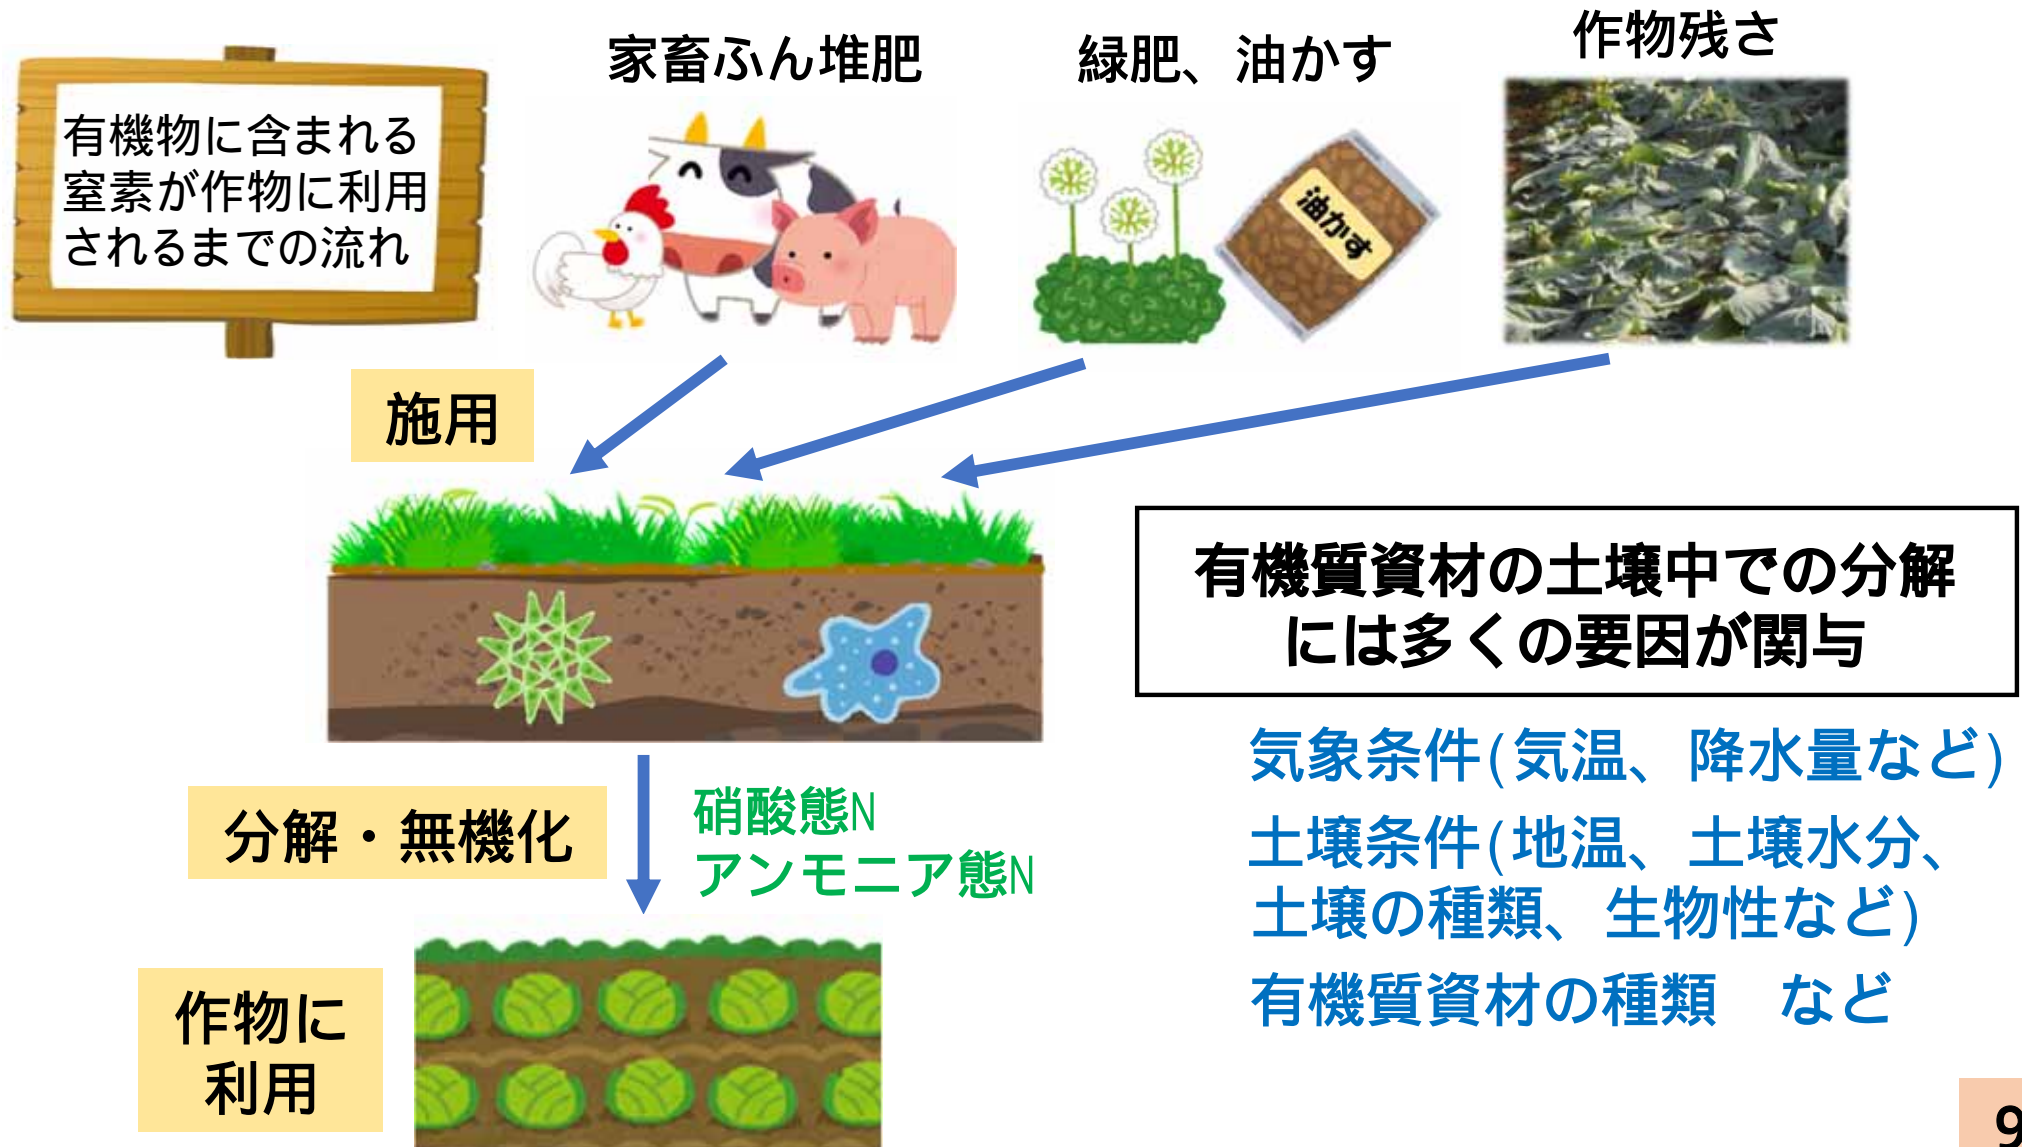 有機物に含まれる
窒素が作物に利用
されるまでの流れ
家畜ふん堆肥
緑肥、油かす
作物残さ
油かす
施用
有機質資材の土壌中での分解
には多くの要因が関与
気象条件(気温、降水量など)
土壌条件(地温、土壌水分、
土壌の種類、生物性など)
有機質資材の種類　など
分解・無機化
硝酸態N
アンモニア態N
作物に
利用
9